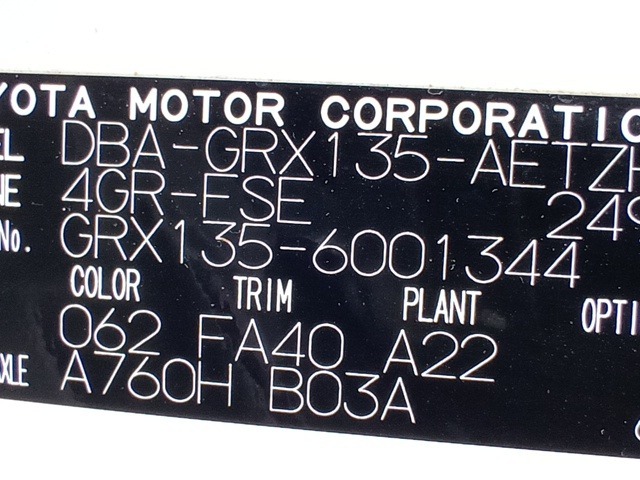 YOTA MOTOR CORPORATIO
EL DBA-GRX135-AETZH
NE 4GR-FSE 249
No. GRX135-6001344
COLOR TRIM PLANT OPTI
062 FA40 A22
AXLE A760H B03A